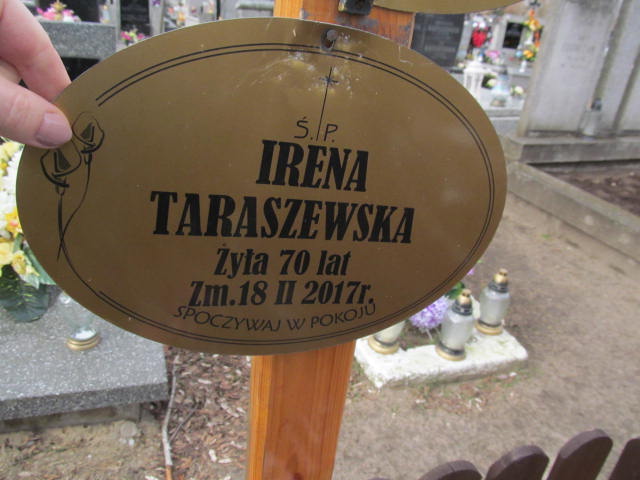 Ś. P.
IRENA
TARASZEWSKA
Żyła 70 lat
Zm.18 II 2017r.
SPOCZYWAJ W POKOJU